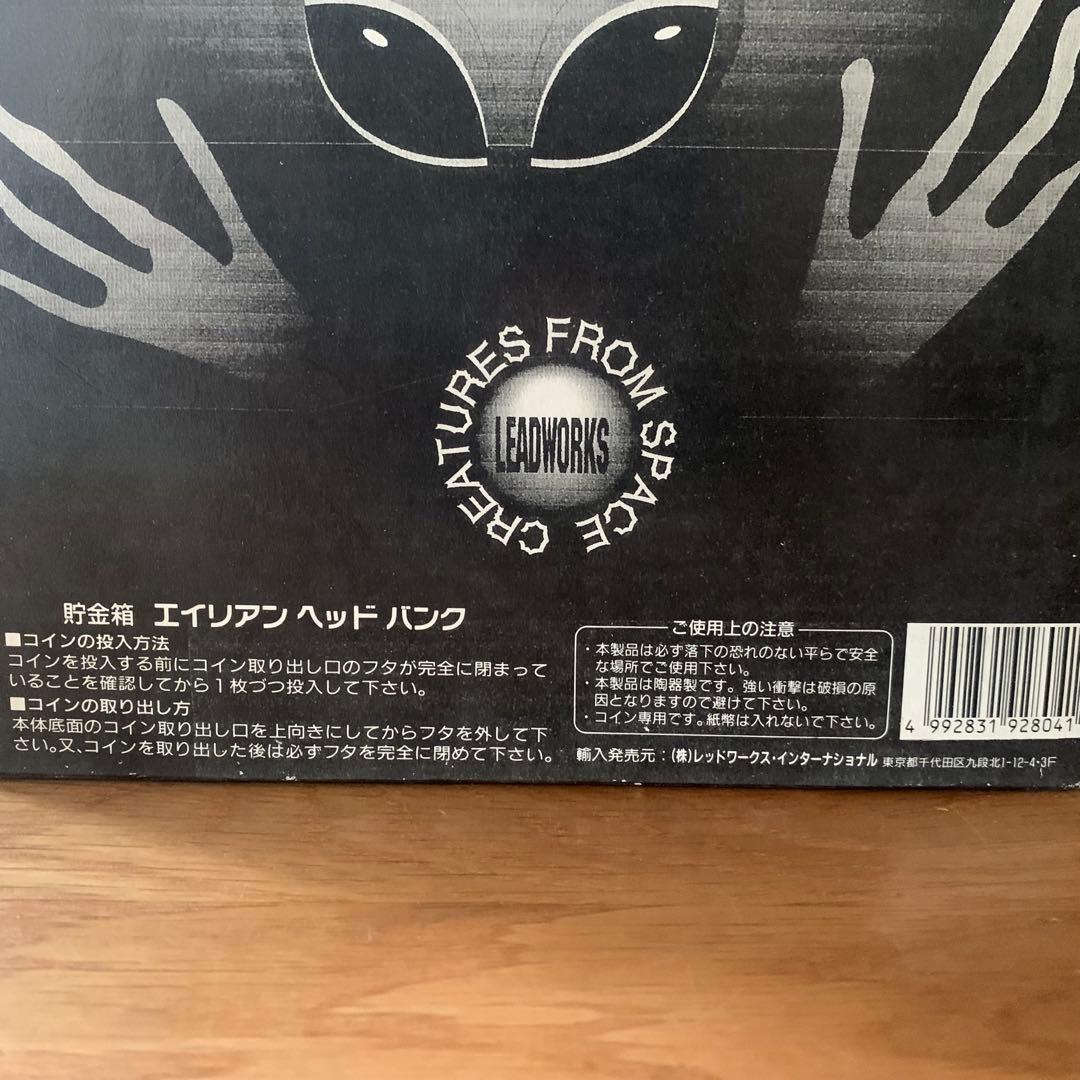 CREATURES FROM SPACE
LEADWORKS
貯金箱 エイリアン ヘッド バンク
■コインの投入方法
コインを投入する前にコイン取り出し口のフタが完全に閉まって
いることを確認してから1枚づつ投入して下さい。
■コインの取り出し方
本体底面のコイン取り出し口を上向きにしてからフタを外して下
さい。又、コインを取り出した後は必ずフタを完全に閉めて下さい。
ご使用上の注意
・本製品は必ず落下の恐れのない平らで安全
な場所でご使用下さい。
・本製品は陶器製です。強い衝撃は破損の原
因となりますので避けて下さい。
・コイン専用です。紙幣は入れないで下さい。
輸入発売元：(株)レッドワークス・インターナショナル 東京都千代田区九段北1-12-4・3F
4 992831 928041